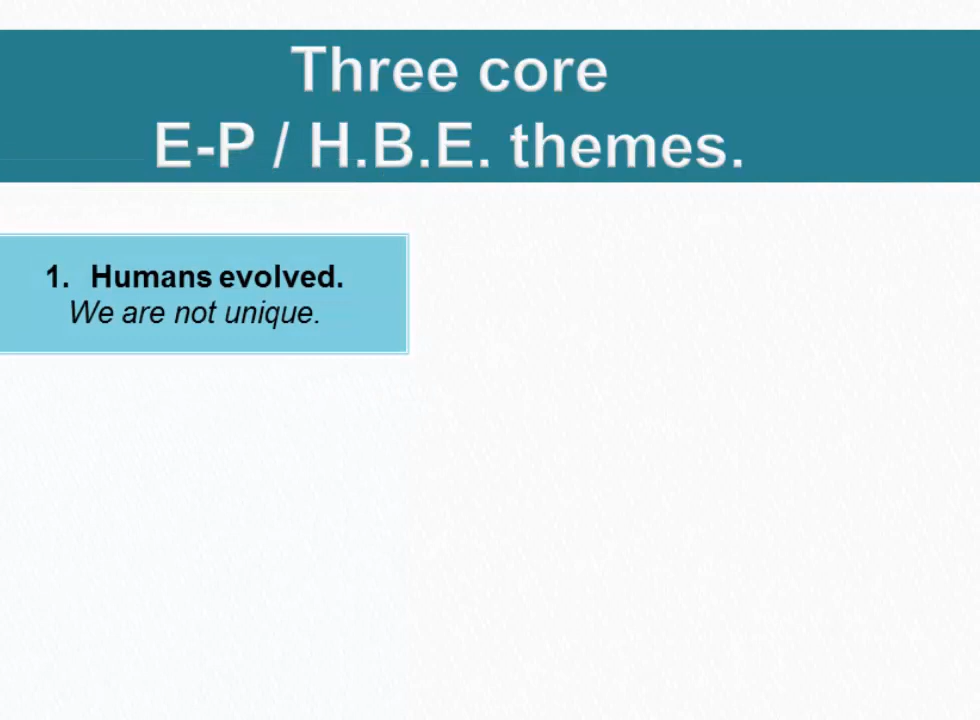 Three core
E-P / H.B.E. themes.
1. Humans evolved.
We are not unique.